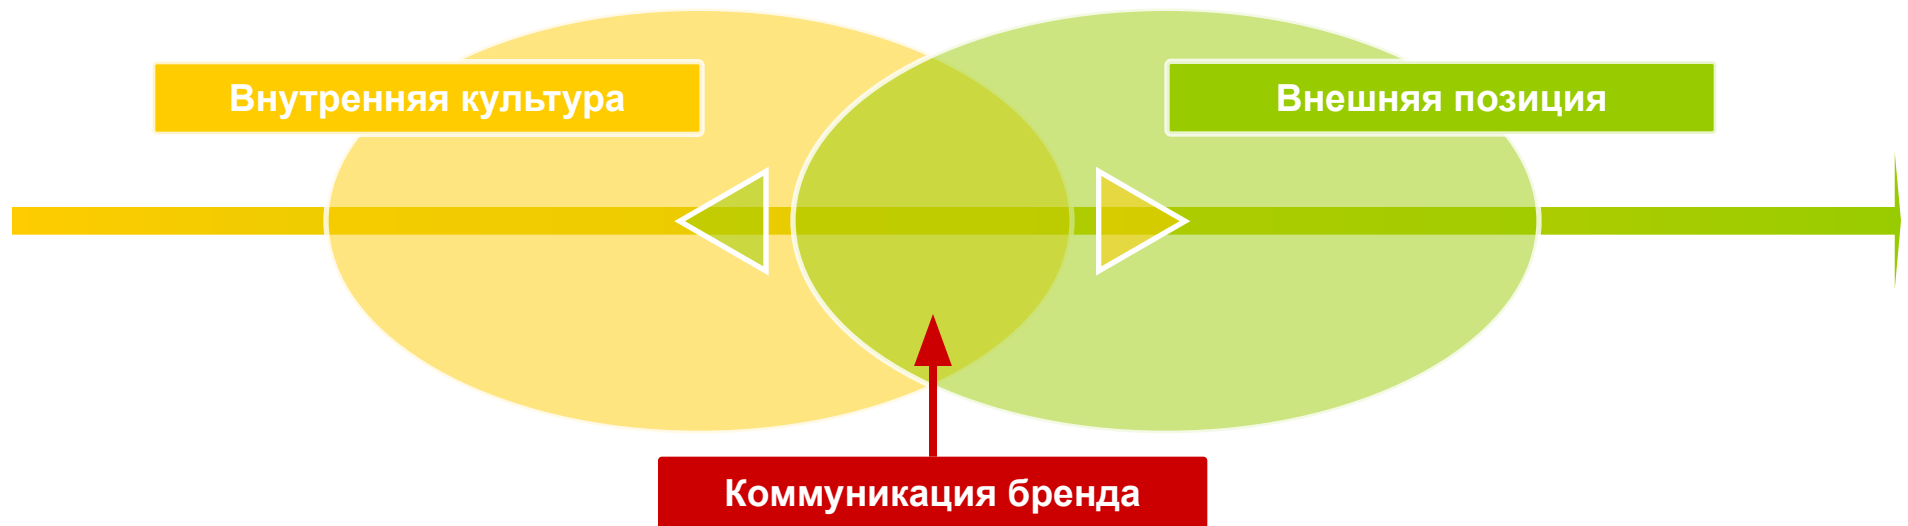 Внутренняя культура
Внешняя позиция
Коммуникация бренда